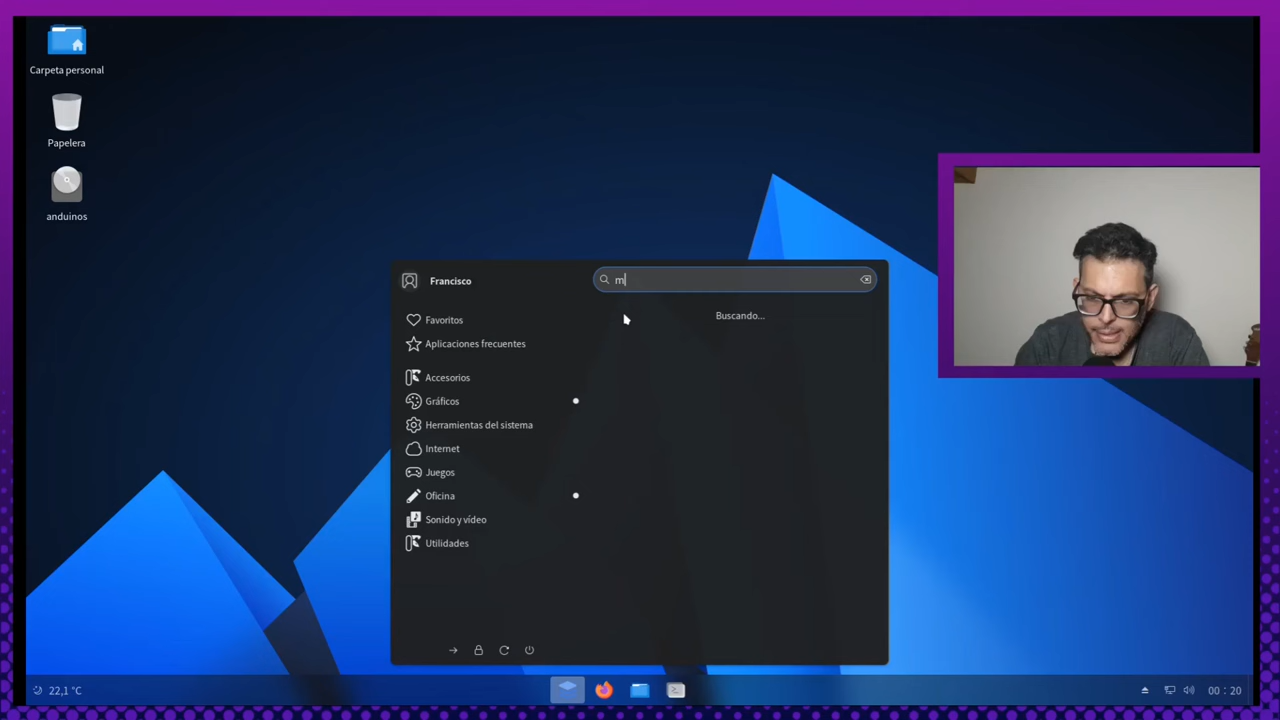 Carpeta personal
Papelera
anduinos
Francisco
m
Favoritos
Buscando...
Aplicaciones frecuentes
Accesorios
Gráficos
Herramientas del sistema
Internet
Juegos
Oficina
Sonido y vídeo
Utilidades
22,1 °C
00 : 20